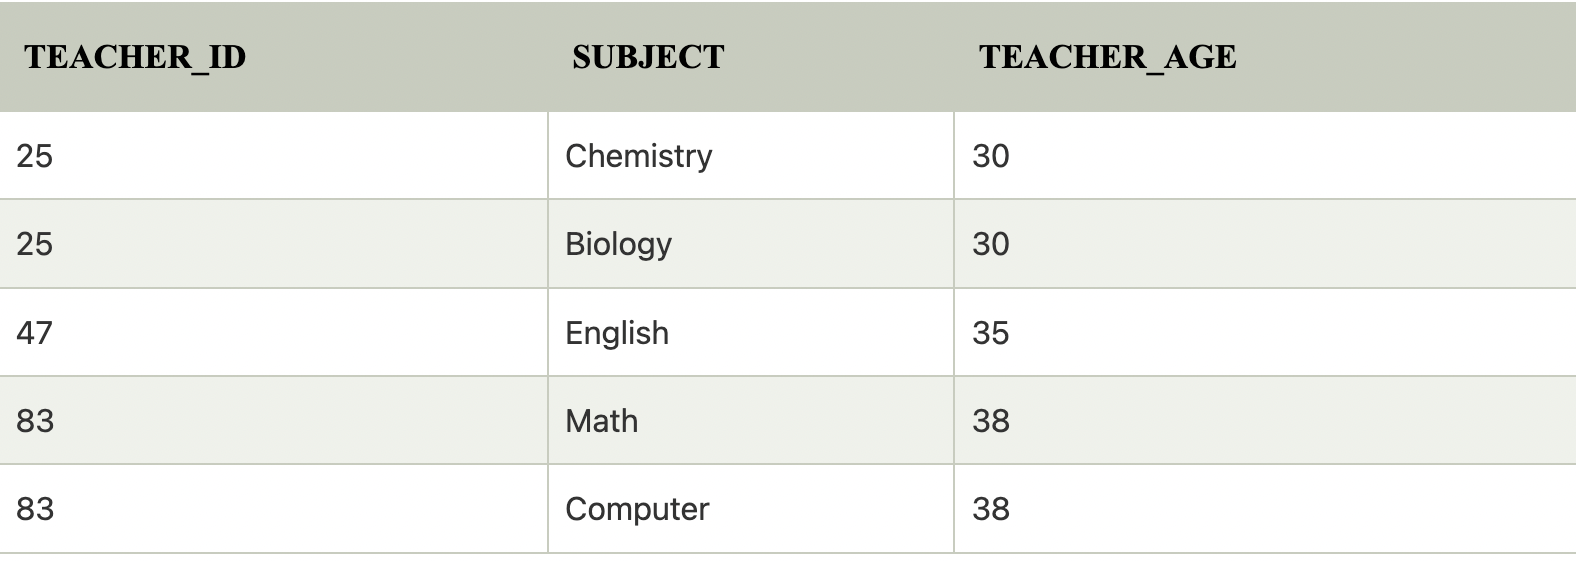 TEACHER_ID SUBJECT TEACHER_AGE
25 Chemistry 30
25 Biology 30
47 English 35
83 Math 38
83 Computer 38